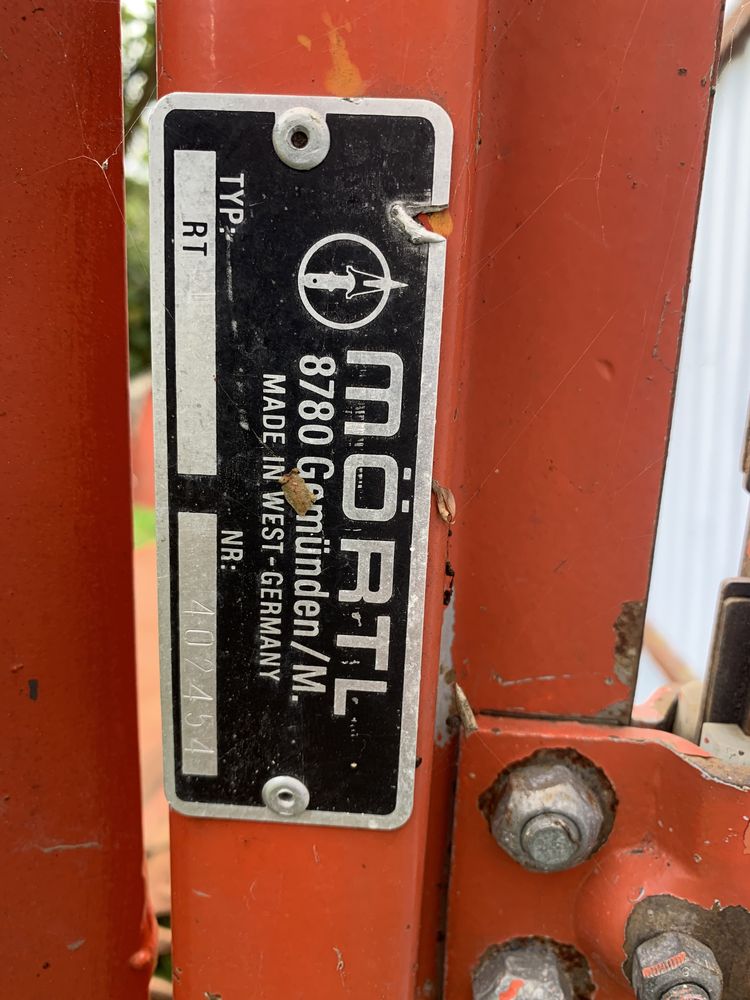 MÖRTL
8780 Gemünden/M.
MADE IN WEST-GERMANY
TYP:
RT
NR:
402454